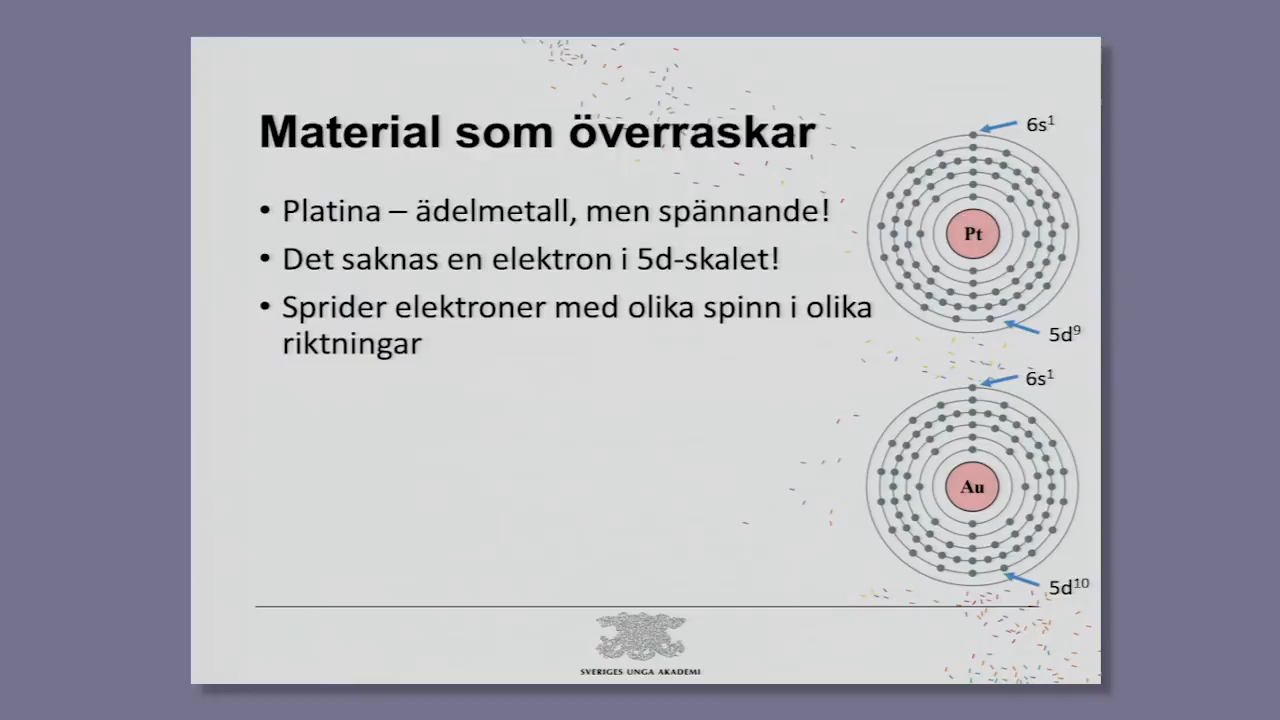 Material som överraskar
• Platina – ädelmetall, men spännande!
• Det saknas en elektron i 5d-skalet!
• Sprider elektroner med olika spinn i olika
riktningar
6s¹
Pt
5d⁹
6s¹
Au
5d¹⁰
SVERIGES UNGA AKADEMI